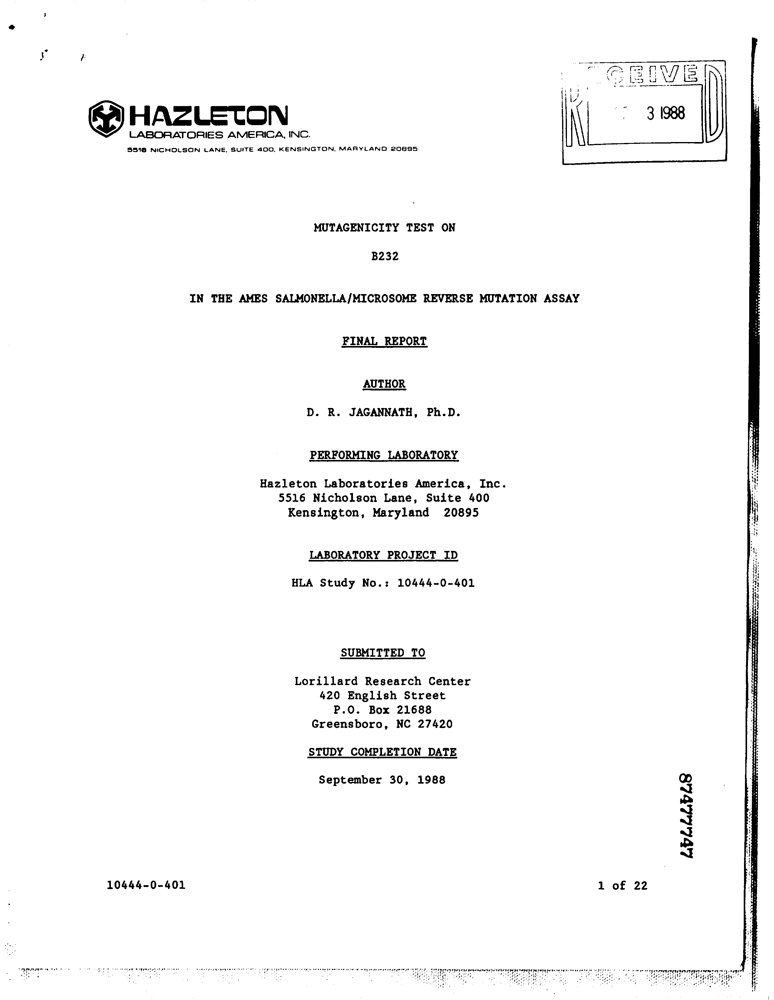 HAZLETON
LABORATORIES AMERICA, INC.
5516 NICHOLSON LANE, SUITE 400, KENSINGTON, MARYLAND 20895
3 1988
MUTAGENICITY TEST ON
B232
IN THE AMES SALMONELLA/MICROSOME REVERSE MUTATION ASSAY
FINAL REPORT
AUTHOR
D. R. JAGANNATH, Ph.D.
PERFORMING LABORATORY
Hazleton Laboratories America, Inc.
5516 Nicholson Lane, Suite 400
Kensington, Maryland 20895
LABORATORY PROJECT ID
HLA Study No.: 10444-0-401
SUBMITTED TO
Lorillard Research Center
420 English Street
P.O. Box 21688
Greensboro, NC 27420
STUDY COMPLETION DATE
September 30, 1988
87477747
10444-0-401
1 of 22